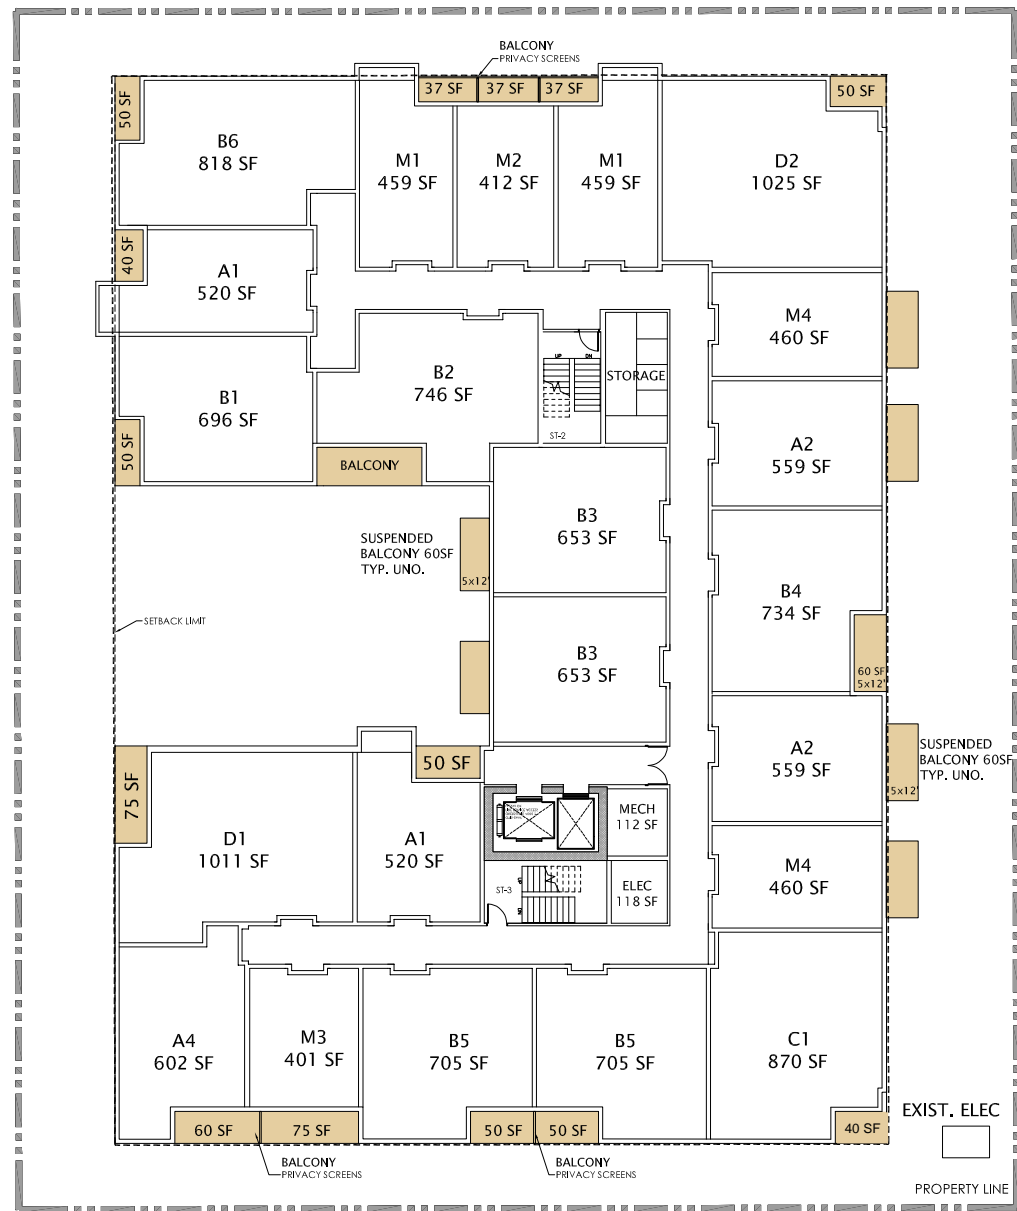 BALCONY
PRIVACY SCREENS
50 SF
37 SF
37 SF
37 SF
50 SF
B6
818 SF
M1
459 SF
M2
412 SF
M1
459 SF
D2
1025 SF
40 SF
A1
520 SF
M4
460 SF
B2
746 SF
UP
DN
STORAGE
B1
696 SF
ST-2
50 SF
BALCONY
A2
559 SF
SUSPENDED
BALCONY 60SF
TYP. UNO.
5x12'
B3
653 SF
B4
734 SF
SETBACK LIMIT
B3
653 SF
60 SF
5x12'
75 SF
50 SF
A2
559 SF
SUSPENDED
BALCONY 60SF
TYP. UNO.
5x12'
D1
1011 SF
A1
520 SF
MECH
112 SF
M4
460 SF
ST-3
UP
DN
ELEC
118 SF
A4
602 SF
M3
401 SF
B5
705 SF
B5
705 SF
C1
870 SF
60 SF
75 SF
50 SF
50 SF
40 SF
EXIST. ELEC
BALCONY
PRIVACY SCREENS
BALCONY
PRIVACY SCREENS
PROPERTY LINE